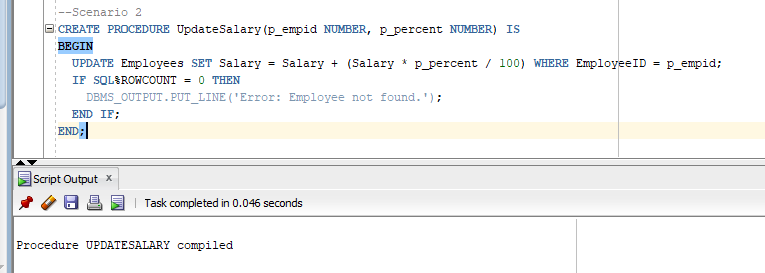 --Scenario 2
CREATE PROCEDURE UpdateSalary(p_empid NUMBER, p_percent NUMBER) IS
BEGIN
  UPDATE Employees SET Salary = Salary + (Salary * p_percent / 100) WHERE EmployeeID = p_empid;
  IF SQL%ROWCOUNT = 0 THEN
    DBMS_OUTPUT.PUT_LINE('Error: Employee not found.');
  END IF;
END;
Script Output x
Task completed in 0.046 seconds
Procedure UPDATESALARY compiled